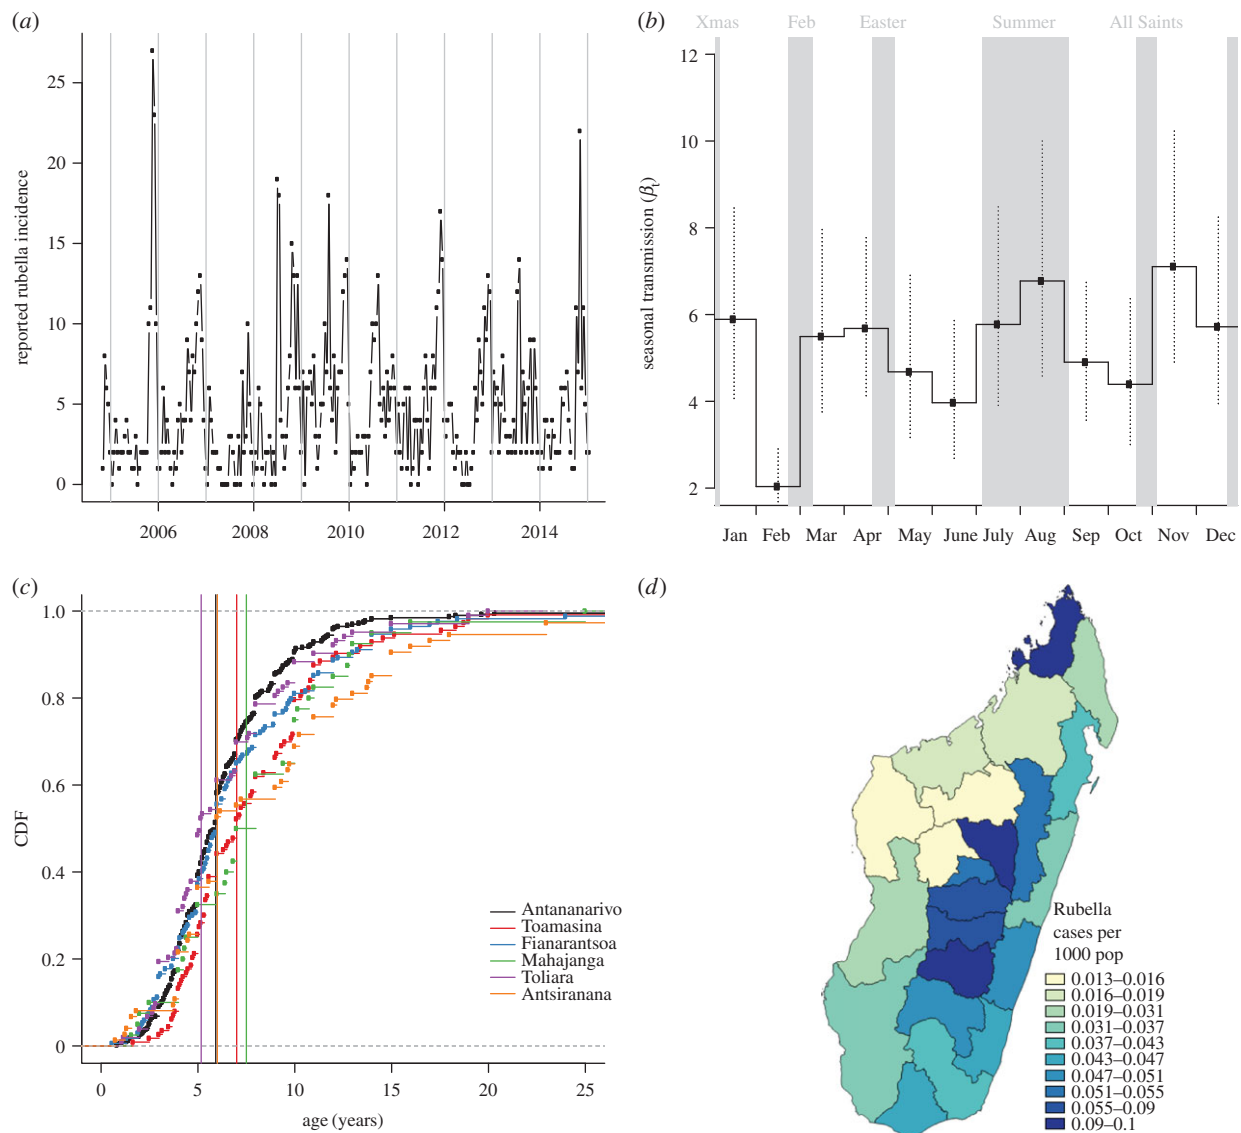 (a)
25
20
15
10
5
0
reported rubella incidence
2006 2008 2010 2012 2014
(b)
Xmas Feb Easter Summer All Saints
12
10
8
6
4
2
seasonal transmission (βt)
Jan Feb Mar Apr May June July Aug Sep Oct Nov Dec
(c)
1.0
0.8
0.6
0.4
0.2
0
CDF
Antananarivo
Toamasina
Fianarantsoa
Mahajanga
Toliara
Antsiranana
0 5 10 15 20 25
age (years)
(d)
Rubella
cases per
1000 pop
0.013–0.016
0.016–0.019
0.019–0.031
0.031–0.037
0.037–0.043
0.043–0.047
0.047–0.051
0.051–0.055
0.055–0.09
0.09–0.1